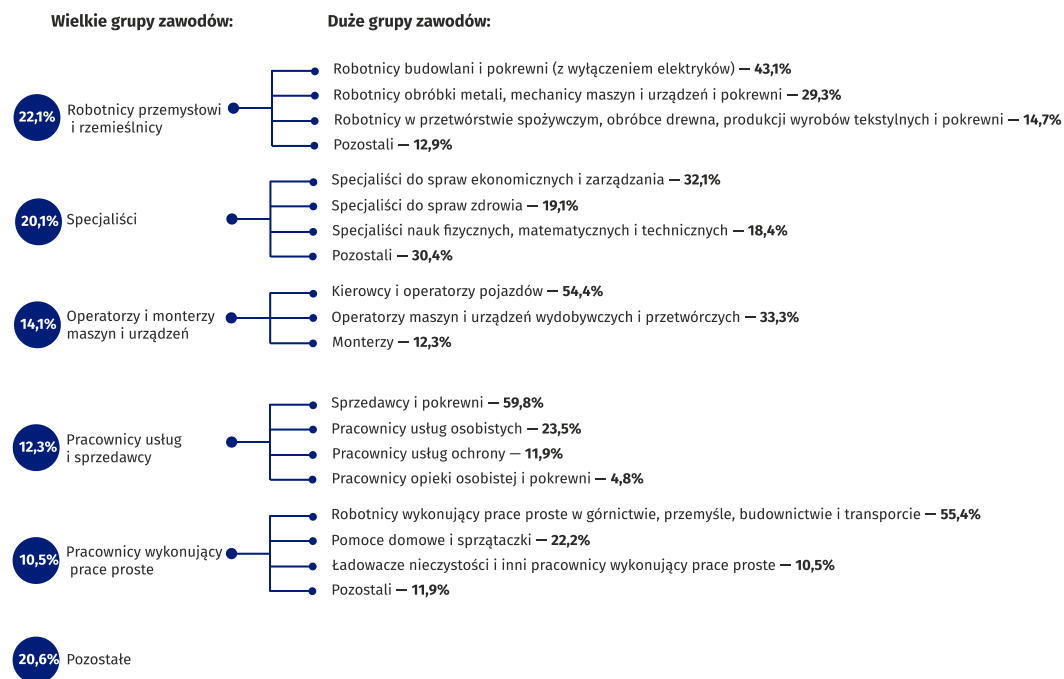 Wielkie grupy zawodów:
Duże grupy zawodów:
22,1%
Robotnicy przemysłowi
i rzemieślnicy
Robotnicy budowlani i pokrewni (z wyłączeniem elektryków) — 43,1%
Robotnicy obróbki metali, mechanicy maszyn i urządzeń i pokrewni — 29,3%
Robotnicy w przetwórstwie spożywczym, obróbce drewna, produkcji wyrobów tekstylnych i pokrewni — 14,7%
Pozostali — 12,9%
20,1%
Specjaliści
Specjaliści do spraw ekonomicznych i zarządzania — 32,1%
Specjaliści do spraw zdrowia — 19,1%
Specjaliści nauk fizycznych, matematycznych i technicznych — 18,4%
Pozostali — 30,4%
14,1%
Operatorzy i monterzy
maszyn i urządzeń
Kierowcy i operatorzy pojazdów — 54,4%
Operatorzy maszyn i urządzeń wydobywczych i przetwórczych — 33,3%
Monterzy — 12,3%
12,3%
Pracownicy usług
i sprzedawcy
Sprzedawcy i pokrewni — 59,8%
Pracownicy usług osobistych — 23,5%
Pracownicy usług ochrony — 11,9%
Pracownicy opieki osobistej i pokrewni — 4,8%
10,5%
Pracownicy wykonujący
prace proste
Robotnicy wykonujący prace proste w górnictwie, przemyśle, budownictwie i transporcie — 55,4%
Pomoce domowe i sprzątaczki — 22,2%
Ładowacze nieczystości i inni pracownicy wykonujący prace proste — 10,5%
Pozostali — 11,9%
20,6%
Pozostałe